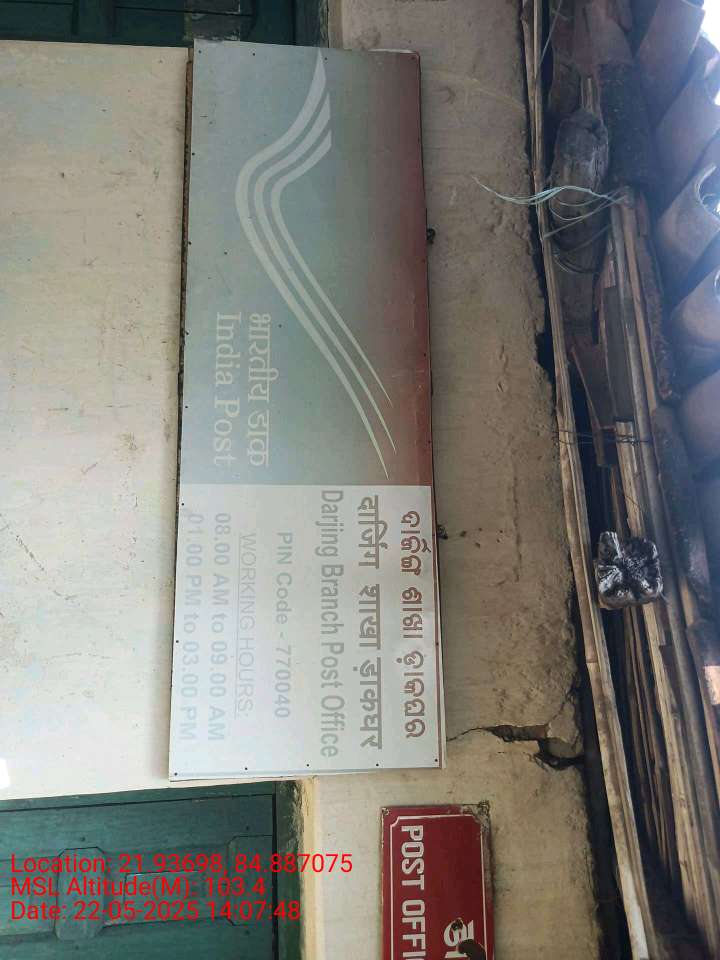 भारतीय डाक
India Post
ଦାର୍ଜିଙ୍ଗ ଶାଖା ଡ଼ାକଘର
दार्जिंग शाखा ड़ाकघर
Darjing Branch Post Office
PIN Code - 770040
WORKING HOURS:
08.00 AM to 09.00 AM
01.00 PM to 03.00 PM
POST OFFI
Location: 21.93698, 84.887075
MSL Altitude(M): 103.4
Date: 22-05-2025 14:07:48